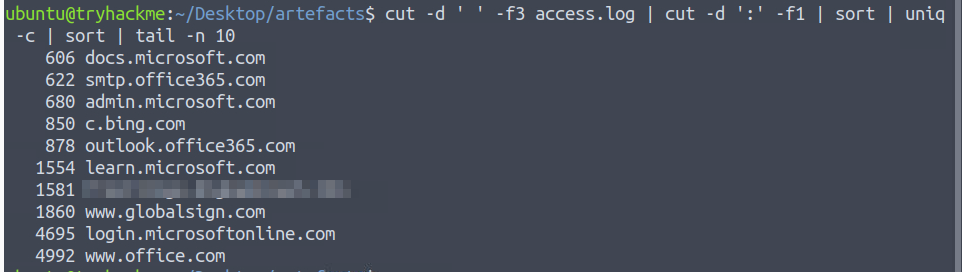 ubuntu@tryhackme:~/Desktop/artefacts$ cut -d ' ' -f3 access.log | cut -d ':' -f1 | sort | uniq
-c | sort | tail -n 10
606 docs.microsoft.com
622 smtp.office365.com
680 admin.microsoft.com
850 c.bing.com
878 outlook.office365.com
1554 learn.microsoft.com
1581
1860 www.globalsign.com
4695 login.microsoftonline.com
4992 www.office.com